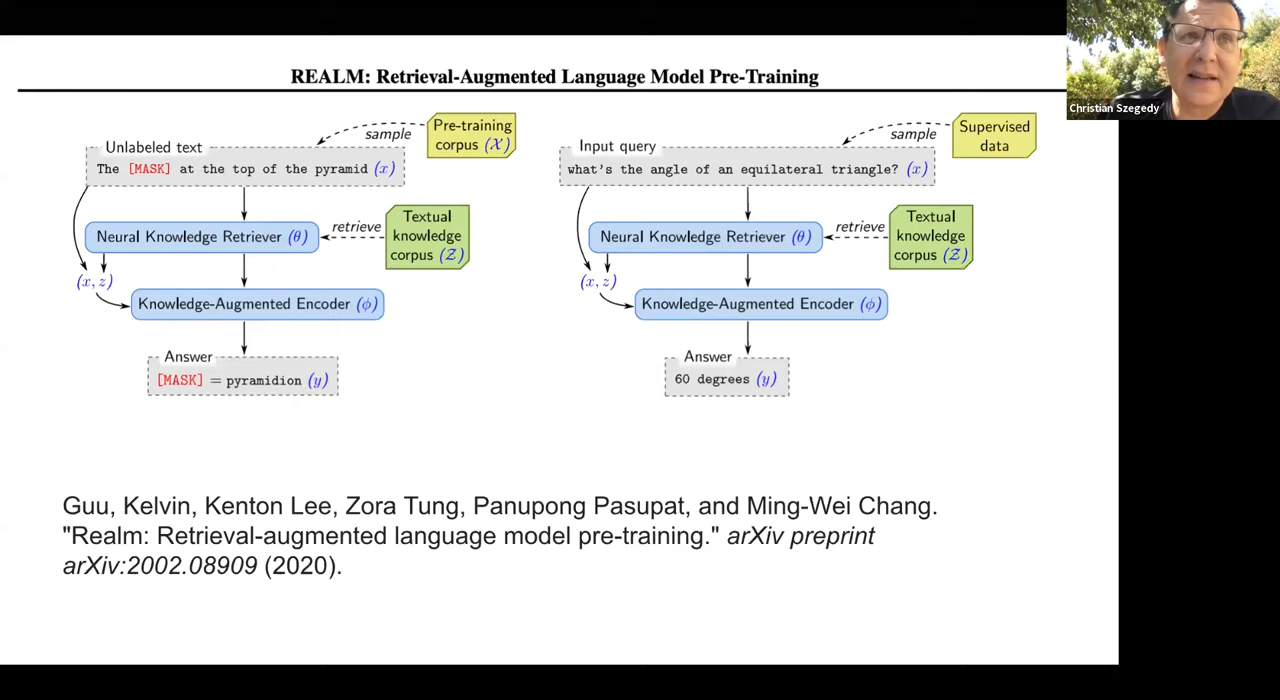 REALM: Retrieval-Augmented Language Model Pre-Training
Christian Szegedy
Unlabeled text
The [MASK] at the top of the pyramid (x)
sample
Pre-training
corpus (𝒳)
Neural Knowledge Retriever (θ)
retrieve
Textual
knowledge
corpus (𝒵)
(x, z)
Knowledge-Augmented Encoder (ϕ)
Answer
[MASK] = pyramidion (y)
Input query
what's the angle of an equilateral triangle? (x)
sample
Supervised
data
Neural Knowledge Retriever (θ)
retrieve
Textual
knowledge
corpus (𝒵)
(x, z)
Knowledge-Augmented Encoder (ϕ)
Answer
60 degrees (y)
Guu, Kelvin, Kenton Lee, Zora Tung, Panupong Pasupat, and Ming-Wei Chang.
"Realm: Retrieval-augmented language model pre-training." arXiv preprint
arXiv:2002.08909 (2020).